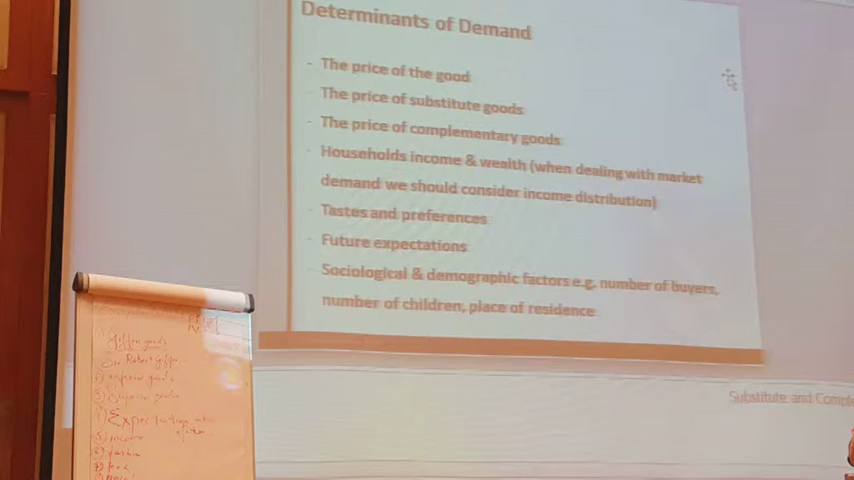 Determinants of Demand
- The price of the good
- The price of substitute goods
- The price of complementary goods
- Households income & wealth (when dealing with market
demand we should consider income distribution)
- Tastes and preferences
- Future expectations
- Sociological & demographic factors e.g. number of buyers,
number of children, place of residence
Substitute and Comple
Giffen goods
Robert
inferior goods
income